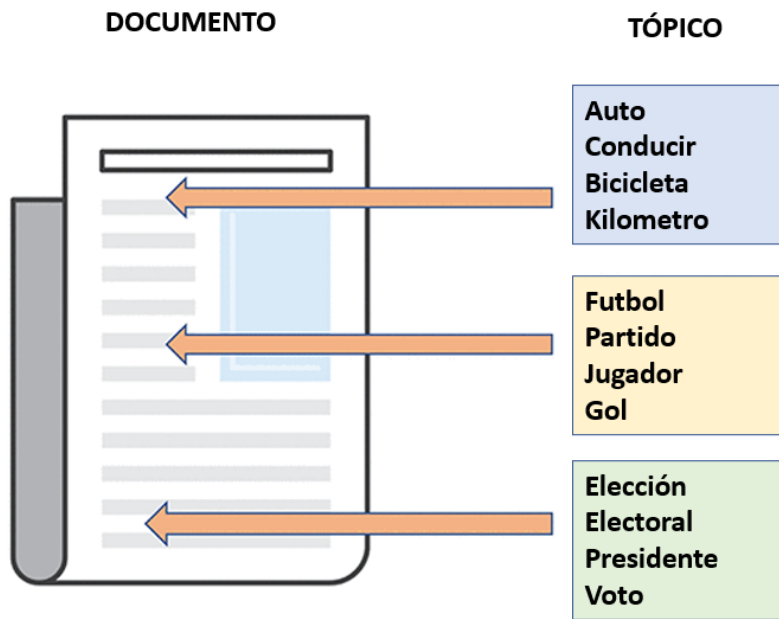 DOCUMENTO
TÓPICO
Auto
Conducir
Bicicleta
Kilometro
Futbol
Partido
Jugador
Gol
Elección
Electoral
Presidente
Voto